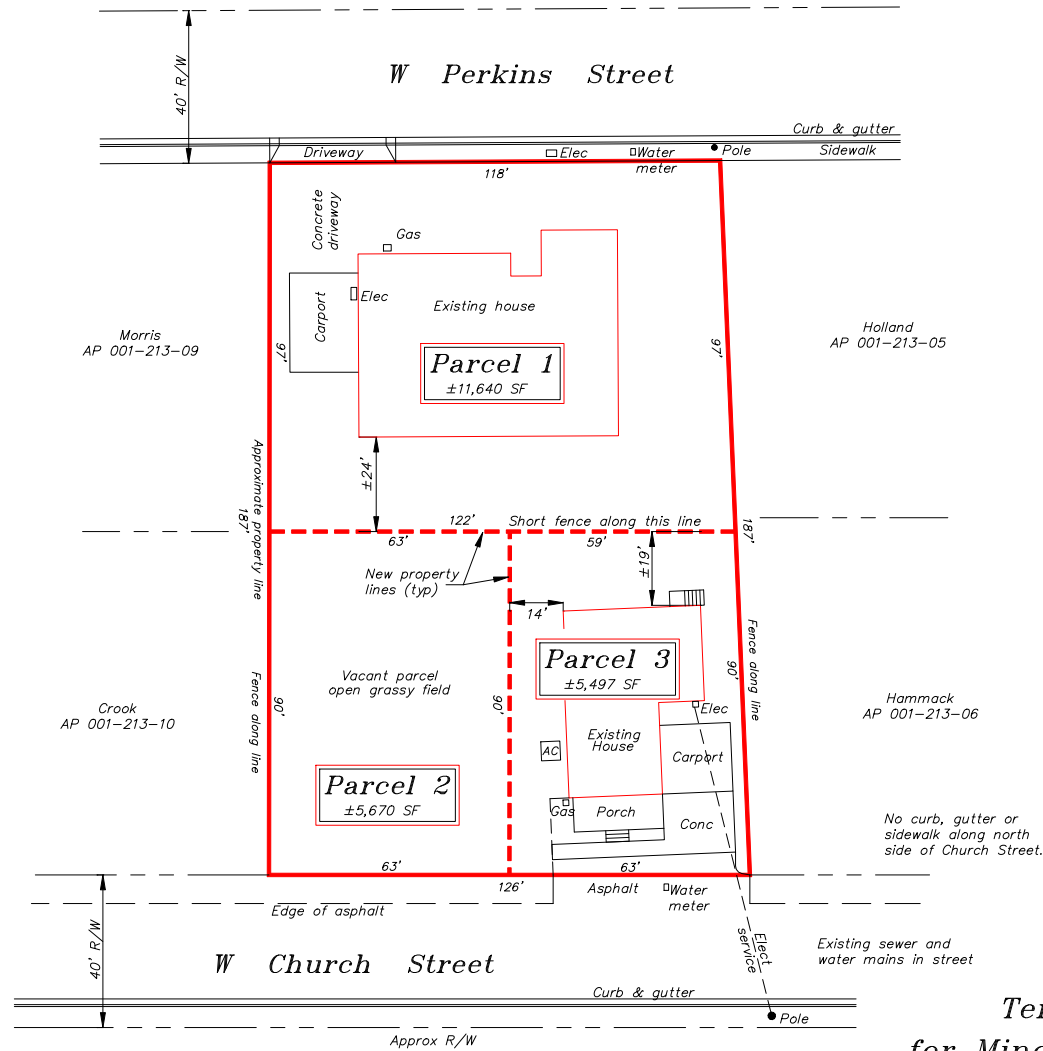 W Perkins Street
40' R/W
Curb & gutter
Driveway
Elec
Water
meter
Pole
Sidewalk
118'
Concrete
driveway
Gas
Carport
Elec
Existing house
Morris
AP 001-213-09
Holland
AP 001-213-05
97'
97'
Parcel 1
±11,640 SF
±24'
Approximate property line
187'
187'
122'
Short fence along this line
63'
59'
New property
lines (typ)
±19'
14'
Parcel 3
±5,497 SF
Fence along line
90'
Vacant parcel
open grassy field
Crook
AP 001-213-10
Fence along line
90'
90'
Hammack
AP 001-213-06
Elec
Existing
House
AC
Carport
Parcel 2
±5,670 SF
Gas
Porch
Conc
No curb, gutter or
sidewalk along north
side of Church Street.
63'
63'
126'
Asphalt
Water
meter
Edge of asphalt
40' R/W
W Church Street
Elect
service
Existing sewer and
water mains in street
Curb & gutter
Pole
Approx R/W
Ter
for Mino